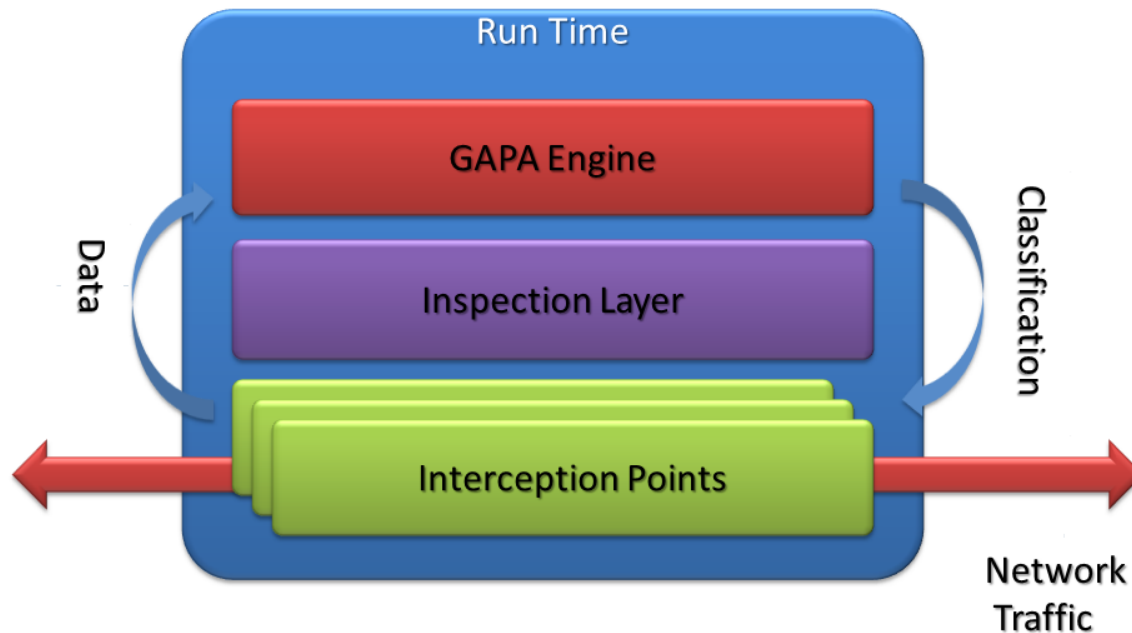 Run Time
GAPA Engine
Data
Classification
Inspection Layer
Interception Points
Network
Traffic